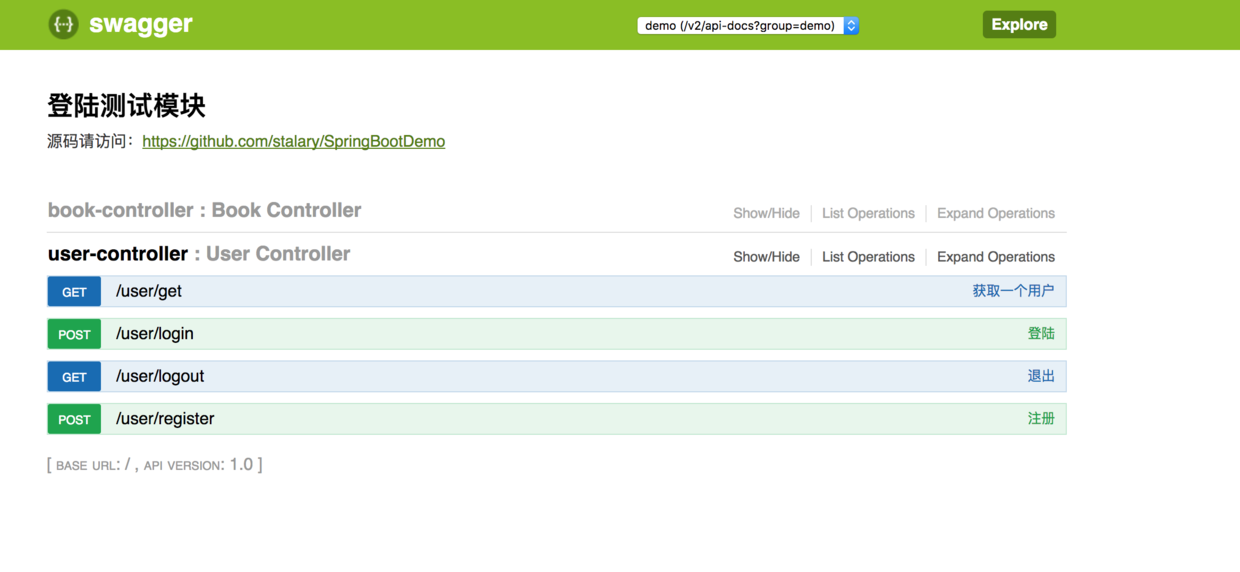 {···} swagger demo (/v2/api-docs?group=demo) Explore
登陆测试模块
源码请访问：https://github.com/stalary/SpringBootDemo
book-controller : Book Controller Show/Hide List Operations Expand Operations
user-controller : User Controller Show/Hide List Operations Expand Operations
GET /user/get 获取一个用户
POST /user/login 登陆
GET /user/logout 退出
POST /user/register 注册
[ BASE URL: / , API VERSION: 1.0 ]